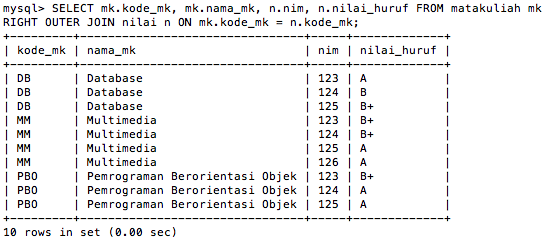 mysql> SELECT mk.kode_mk, mk.nama_mk, n.nim, n.nilai_huruf FROM matakuliah mk
RIGHT OUTER JOIN nilai n ON mk.kode_mk = n.kode_mk;
+---------+------------------------------+-----+-------------+
| kode_mk | nama_mk                      | nim | nilai_huruf |
+---------+------------------------------+-----+-------------+
| DB      | Database                     | 123 | A           |
| DB      | Database                     | 124 | B           |
| DB      | Database                     | 125 | B+          |
| MM      | Multimedia                   | 123 | B+          |
| MM      | Multimedia                   | 124 | B+          |
| MM      | Multimedia                   | 125 | A           |
| MM      | Multimedia                   | 126 | A           |
| PBO     | Pemrograman Berorientasi Objek | 123 | B+          |
| PBO     | Pemrograman Berorientasi Objek | 124 | A           |
| PBO     | Pemrograman Berorientasi Objek | 125 | A           |
+---------+------------------------------+-----+-------------+
10 rows in set (0.00 sec)